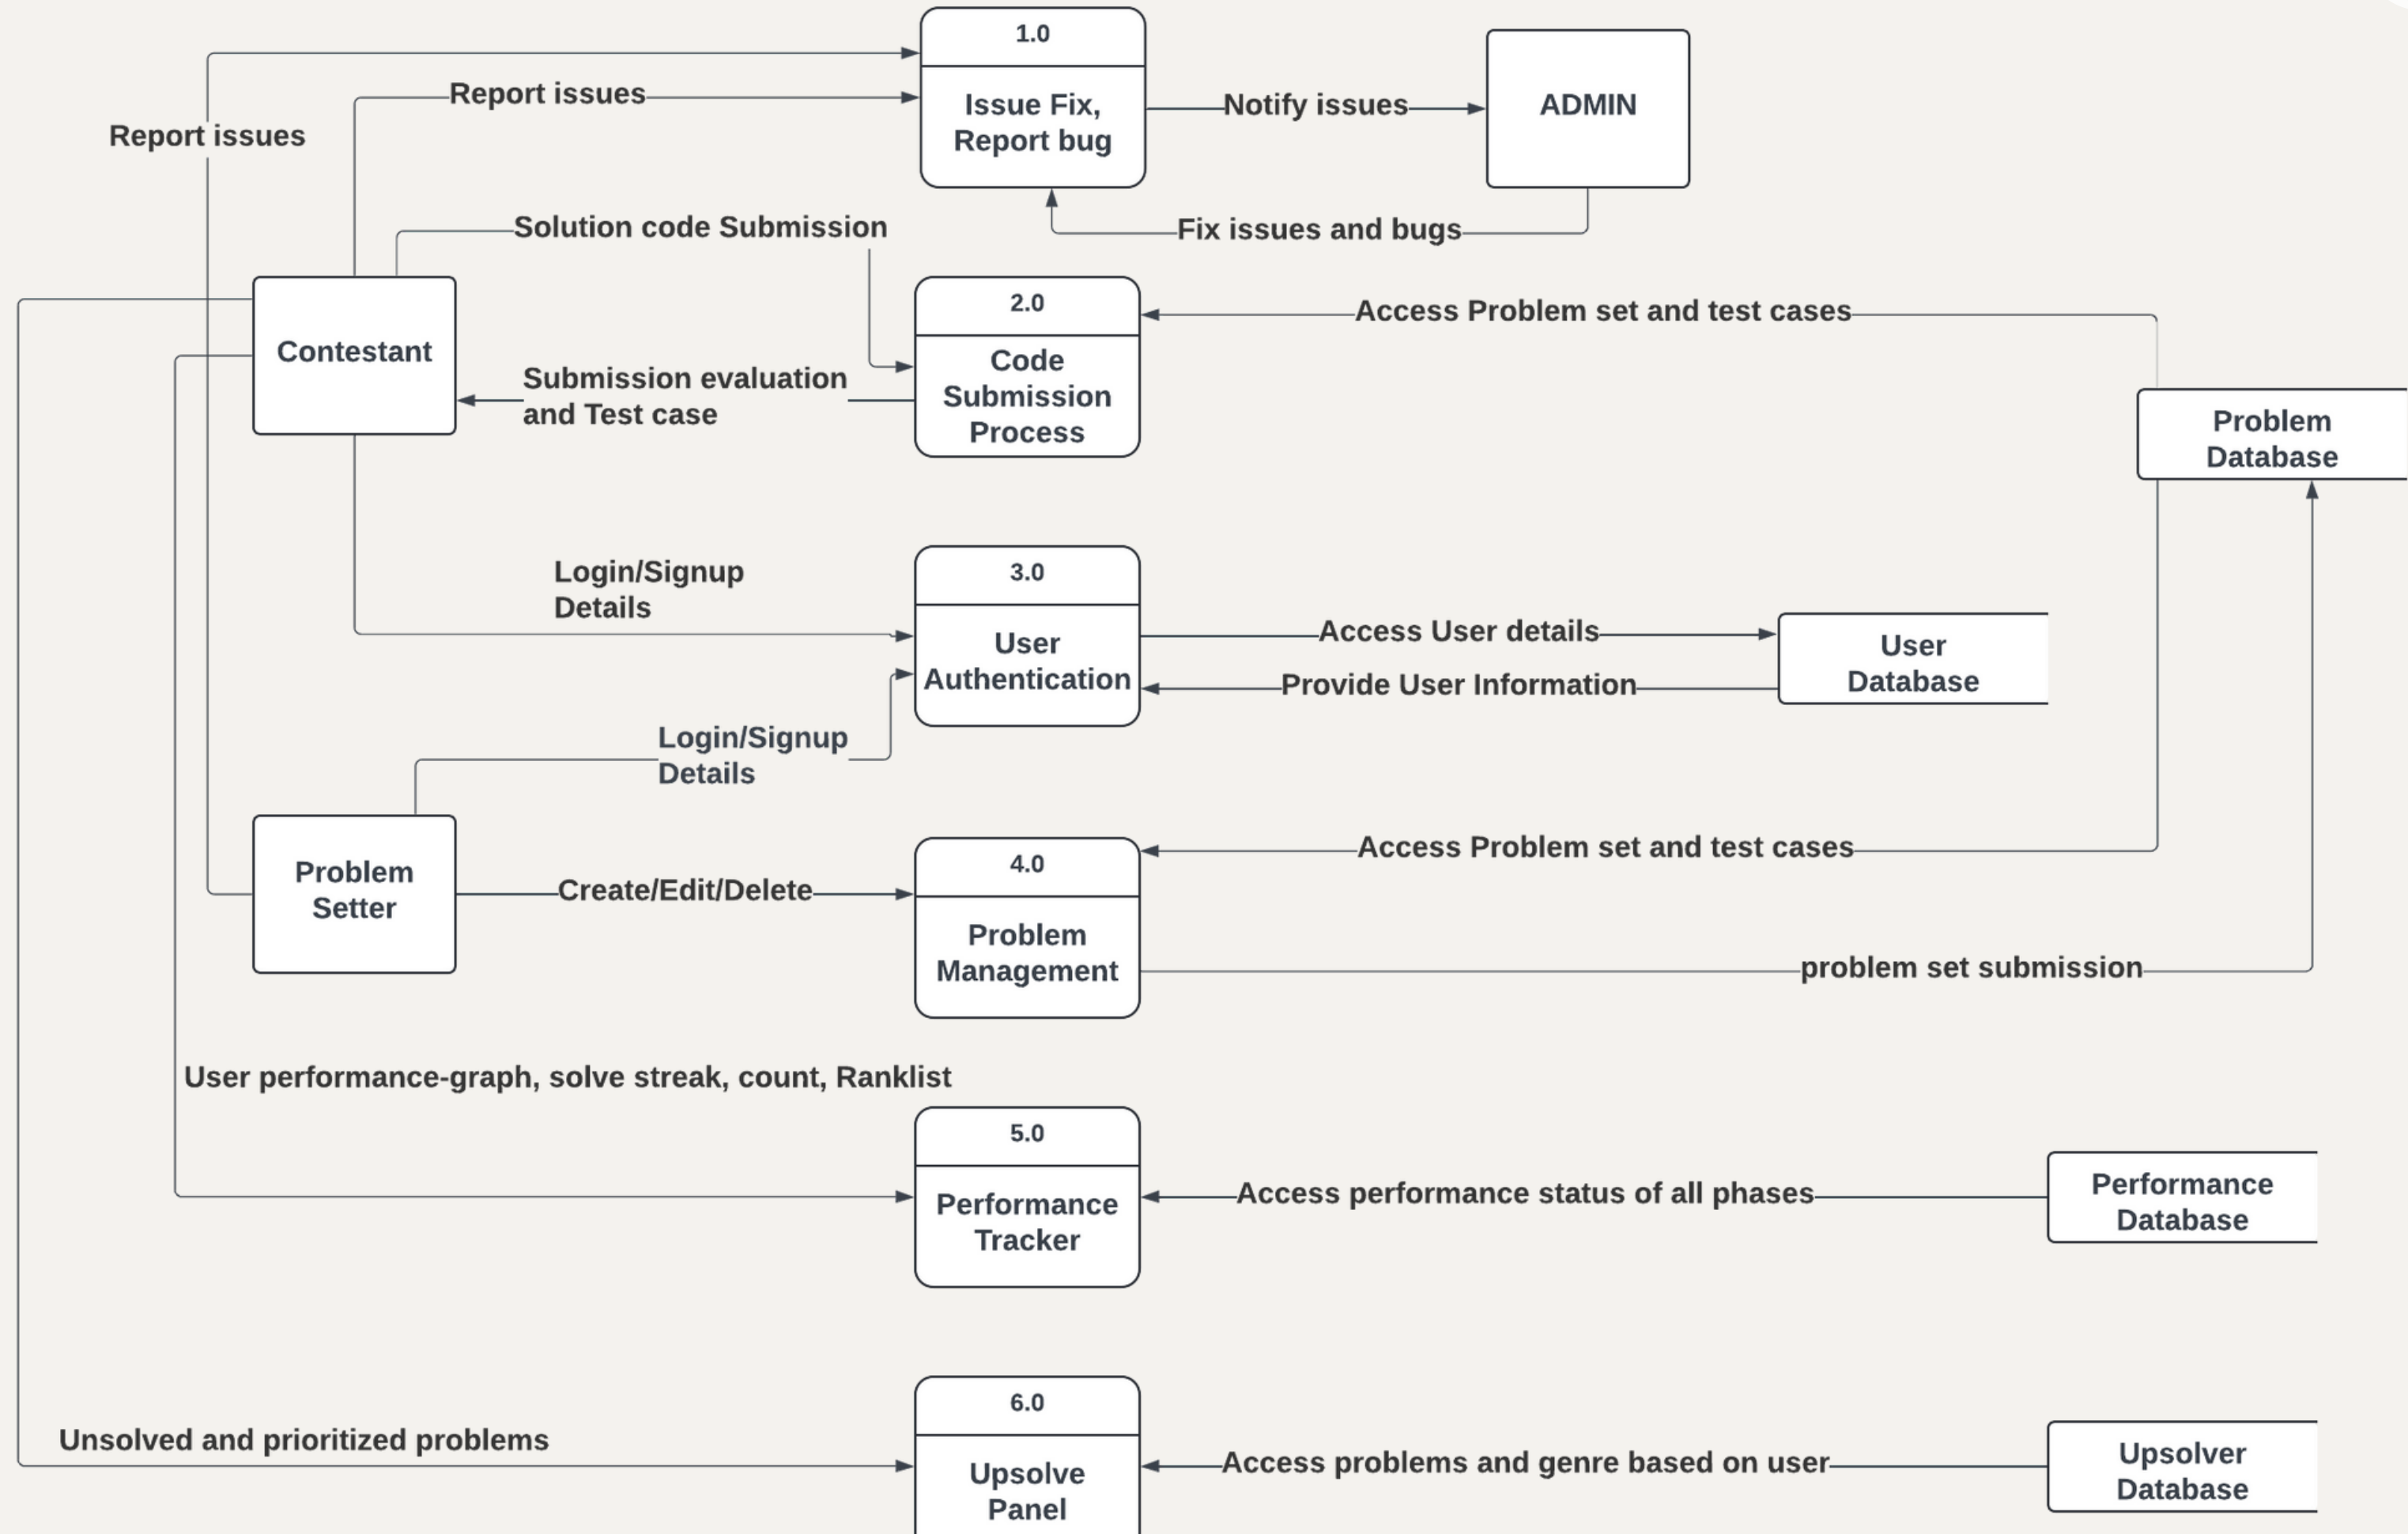 1.0
Issue Fix,
Report bug
Report issues
Notify issues
ADMIN
Report issues
Solution code Submission
Fix issues and bugs
2.0
Access Problem set and test cases
Contestant
Code
Submission
Process
Submission evaluation
and Test case
Problem
Database
3.0
Login/Signup
Details
User
Authentication
Access User details
Provide User Information
User
Database
Login/Signup
Details
4.0
Access Problem set and test cases
Problem
Setter
Create/Edit/Delete
Problem
Management
problem set submission
User performance-graph, solve streak, count, Ranklist
5.0
Performance
Tracker
Access performance status of all phases
Performance
Database
6.0
Unsolved and prioritized problems
Upsolve
Panel
Access problems and genre based on user
Upsolver
Database